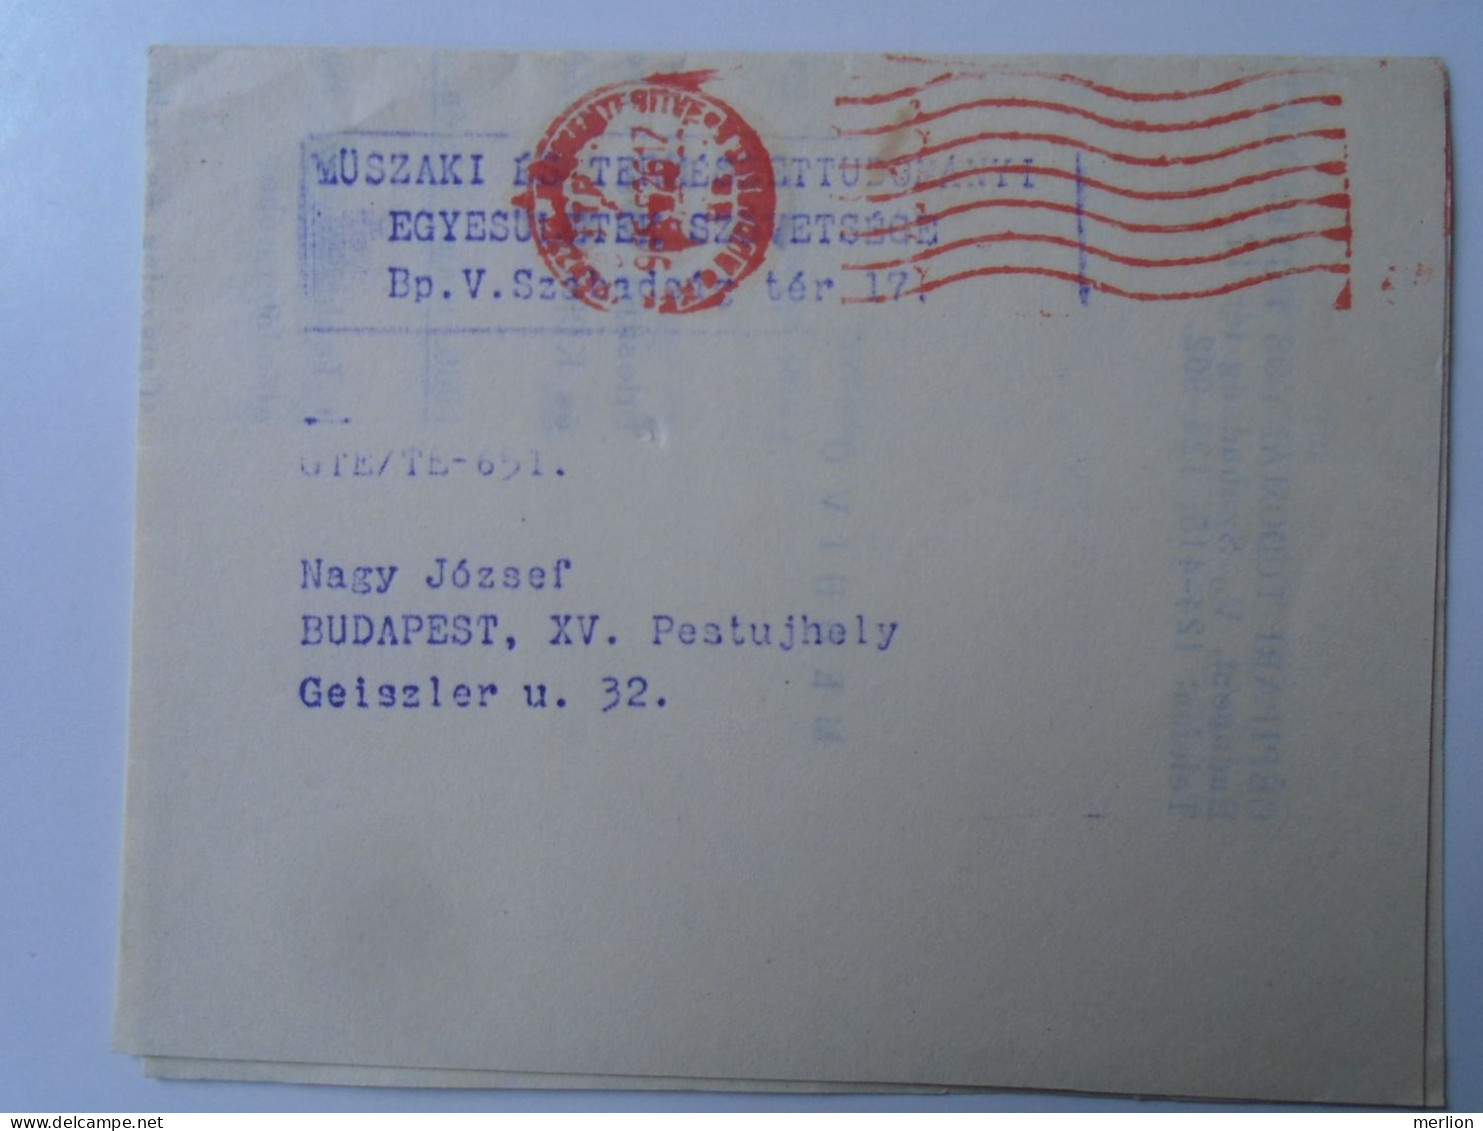 MŰSZAKI ÉS TERMÉSZETTUDOMÁNYI
EGYESÜLETEK SZÖVETSÉGE
Bp.V.Szabadság tér 17.
GTE/TE-651.
Nagy József
BUDAPEST, XV. Pestujhely
Geiszler u. 32.
merlion
© delcampe.net